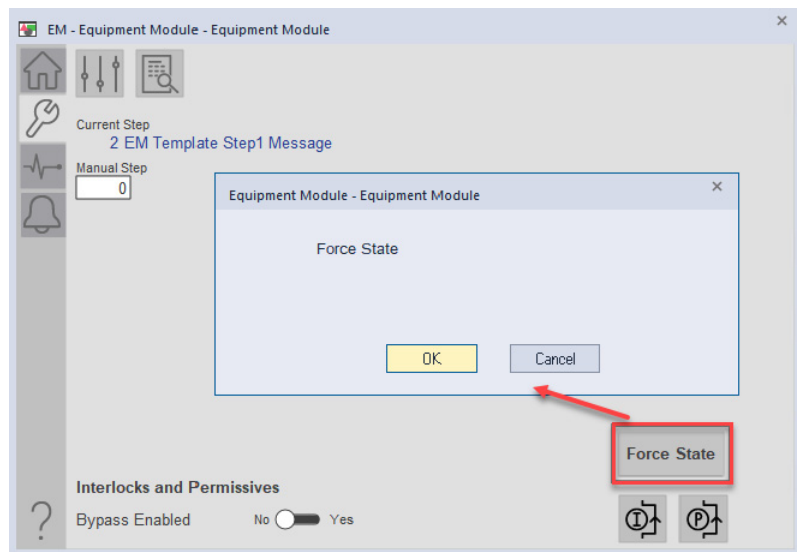 EM - Equipment Module - Equipment Module
Current Step
2 EM Template Step1 Message
Manual Step
0
Equipment Module - Equipment Module
Force State
OK
Cancel
Force State
Interlocks and Permissives
Bypass Enabled
No
Yes
I
P
?